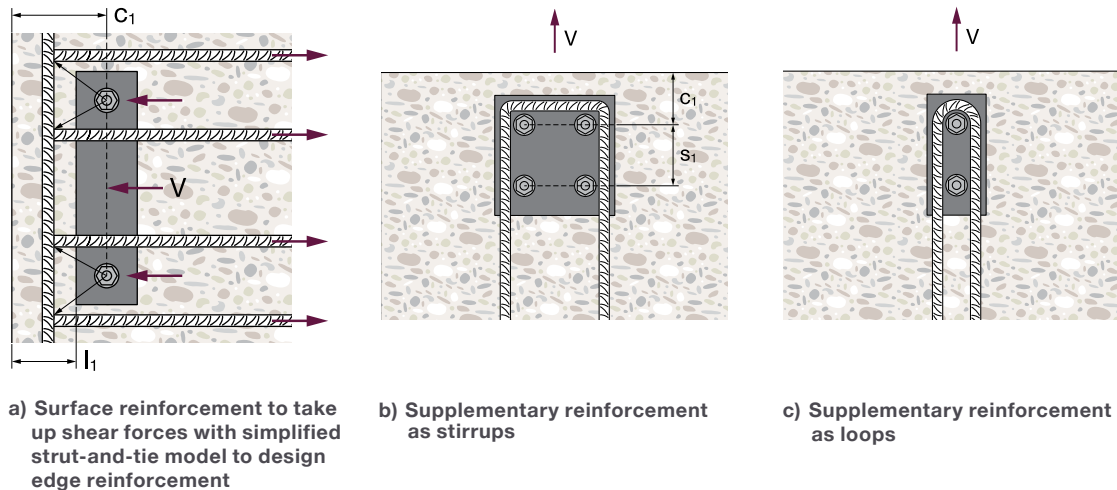 c₁
V
l₁
a) Surface reinforcement to take
up shear forces with simplified
strut-and-tie model to design
edge reinforcement
V
c₁
s₁
b) Supplementary reinforcement
as stirrups
V
c) Supplementary reinforcement
as loops